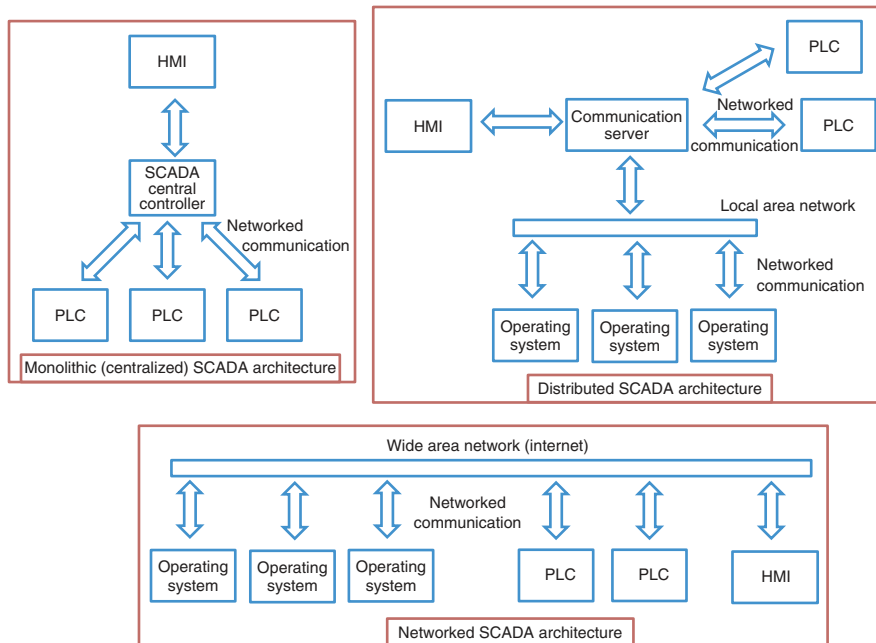 HMI
SCADA
central
controller
Networked
communication
PLC
PLC
PLC
Monolithic (centralized) SCADA architecture
PLC
HMI
Communication
server
Networked
communication
PLC
Local area network
Networked
communication
Operating
system
Operating
system
Operating
system
Distributed SCADA architecture
Wide area network (internet)
Networked
communication
Operating
system
Operating
system
Operating
system
PLC
PLC
HMI
Networked SCADA architecture